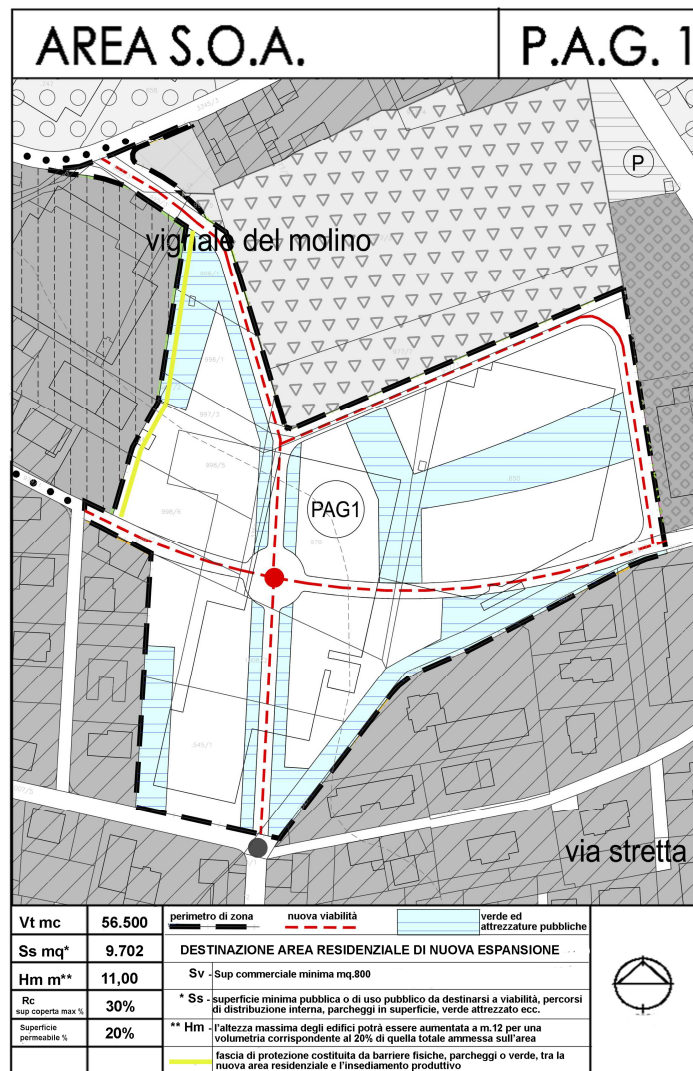 AREA S.O.A.
P.A.G. 1
P
vignale del molino
PAG1
via stretta
Vt mc 56.500
Ss mq* 9.702
Hm m** 11,00
Rc
sup coperta max % 30%
Superficie
permeabile % 20%
perimetro di zona
nuova viabilità
verde ed
attrezzature pubbliche
DESTINAZIONE AREA RESIDENZIALE DI NUOVA ESPANSIONE
Sv - Sup commerciale minima mq.800
* Ss - superficie minima pubblica o di uso pubblico da destinarsi a viabilità, percorsi
di distribuzione interna, parcheggi in superficie, verde attrezzato ecc.
** Hm - l'altezza massima degli edifici potrà essere aumentata a m.12 per una
volumetria corrispondente al 20% di quella totale ammessa sull'area
fascia di protezione costituita da barriere fisiche, parcheggi o verde, tra la
nuova area residenziale e l'insediamento produttivo